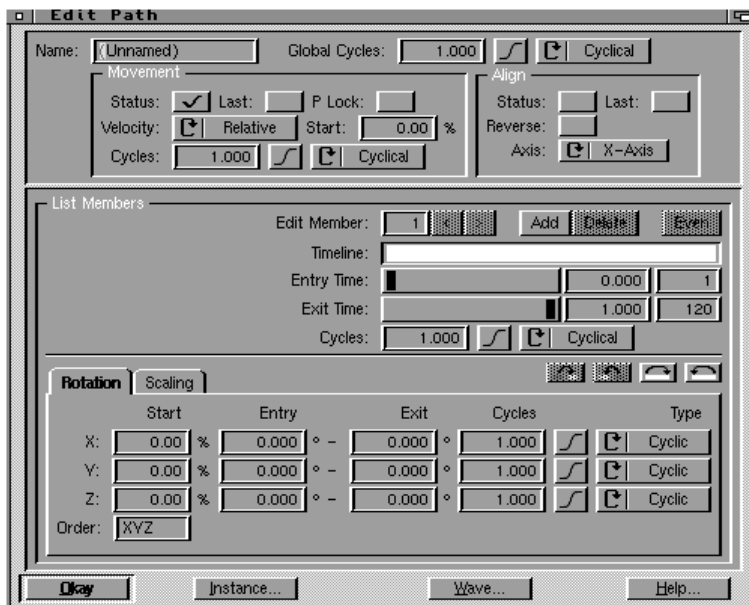 Edit Path
Name: (Unnamed) Global Cycles: 1.000 Cyclical
Movement Align
Status: Last: P Lock: Status: Last:
Velocity: Relative Start: 0.00 % Reverse:
Cycles: 1.000 Cyclical Axis: X-Axis
List Members
Edit Member: 1 < > Add Delete Even
Timeline:
Entry Time: 0.000 1
Exit Time: 1.000 120
Cycles: 1.000 Cyclical
Rotation Scaling
Start Entry Exit Cycles Type
X: 0.00 % 0.000 ° - 0.000 ° 1.000 Cyclic
Y: 0.00 % 0.000 ° - 0.000 ° 1.000 Cyclic
Z: 0.00 % 0.000 ° - 0.000 ° 1.000 Cyclic
Order: XYZ
Okay Instance... Wave... Help...